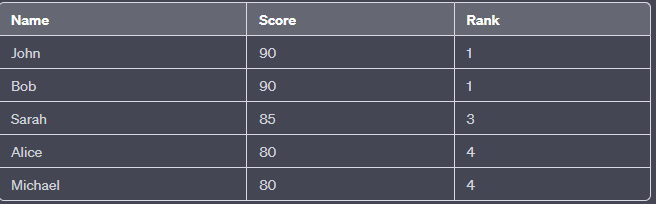 Name Score Rank
John 90 1
Bob 90 1
Sarah 85 3
Alice 80 4
Michael 80 4